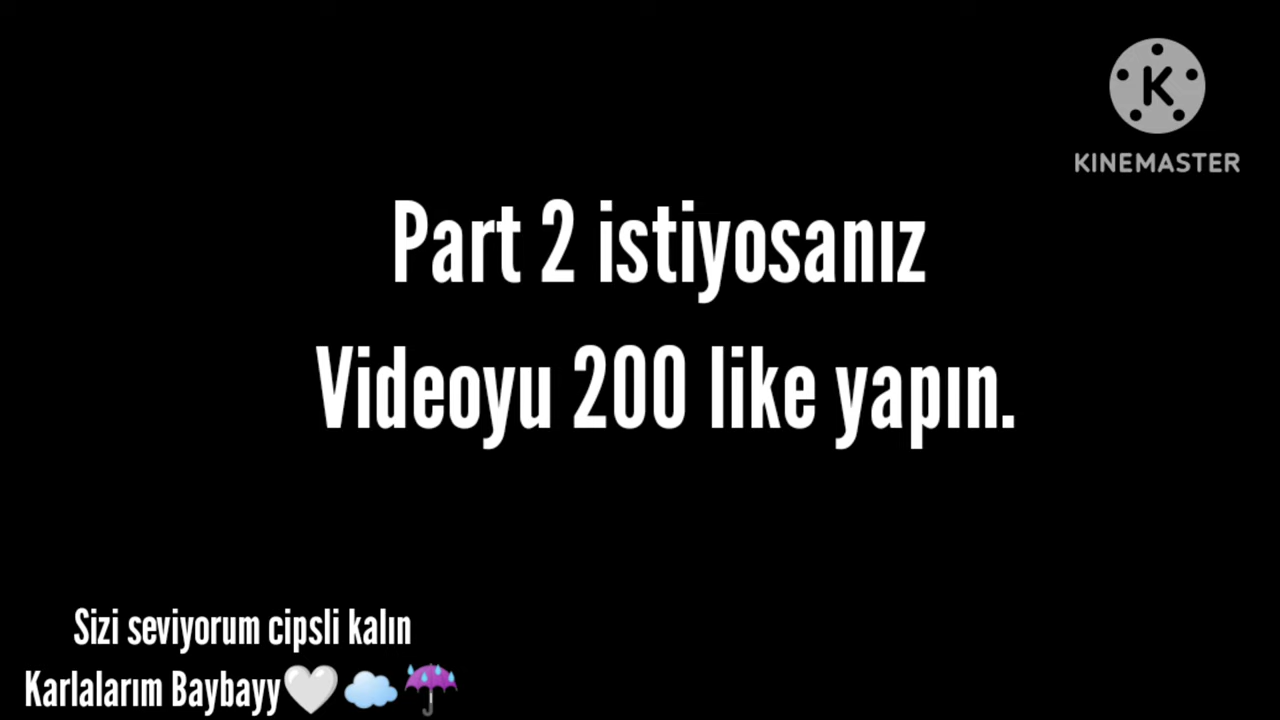 K
KINEMASTER
Part 2 istiyosanız
Videoyu 200 like yapın.
Sizi seviyorum cipsli kalın
Karlalarım Baybayy🤍☁️☔